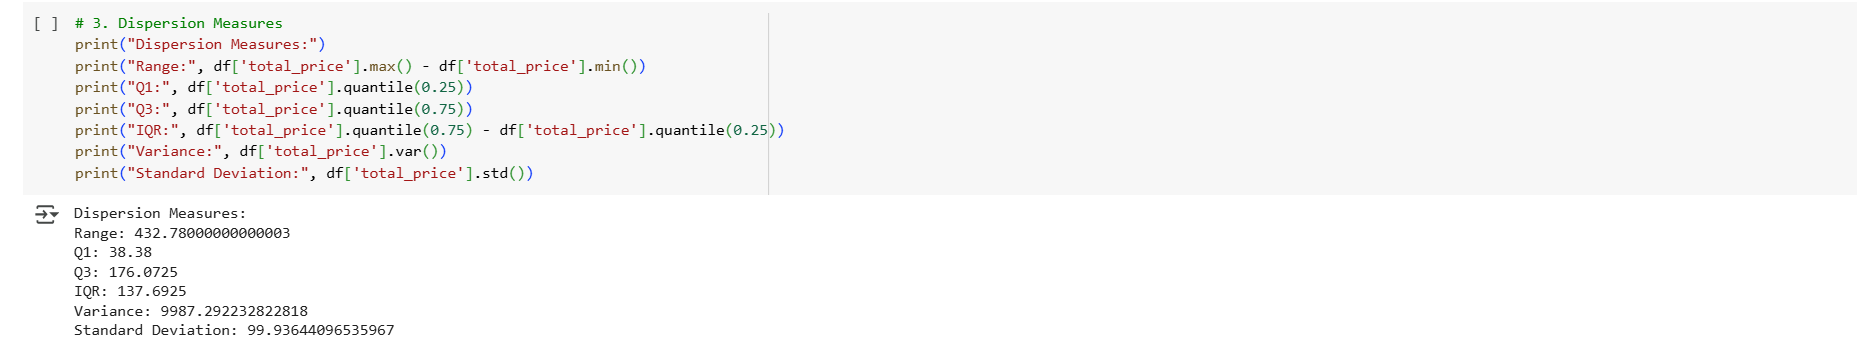 [ ] # 3. Dispersion Measures
print("Dispersion Measures:")
print("Range:", df['total_price'].max() - df['total_price'].min())
print("Q1:", df['total_price'].quantile(0.25))
print("Q3:", df['total_price'].quantile(0.75))
print("IQR:", df['total_price'].quantile(0.75) - df['total_price'].quantile(0.25))
print("Variance:", df['total_price'].var())
print("Standard Deviation:", df['total_price'].std())
Dispersion Measures:
Range: 432.78000000000003
Q1: 38.38
Q3: 176.0725
IQR: 137.6925
Variance: 9987.292232822818
Standard Deviation: 99.93644096535967